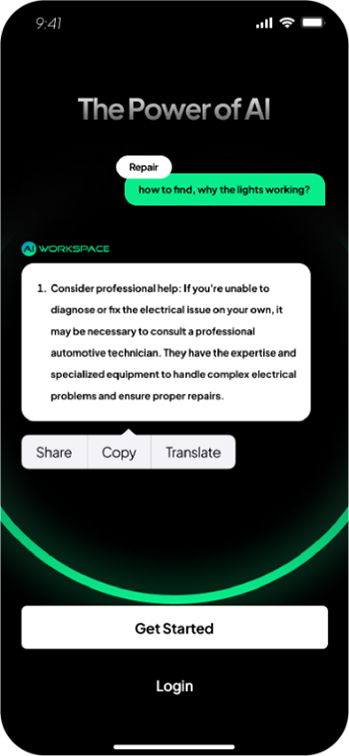 9:41
The Power of AI
Repair
how to find, why the lights working?
AI WORKSPACE
1. Consider professional help: If you're unable to
diagnose or fix the electrical issue on your own, it
may be necessary to consult a professional
automotive technician. They have the expertise and
specialized equipment to handle complex electrical
problems and ensure proper repairs.
Share Copy Translate
Get Started
Login